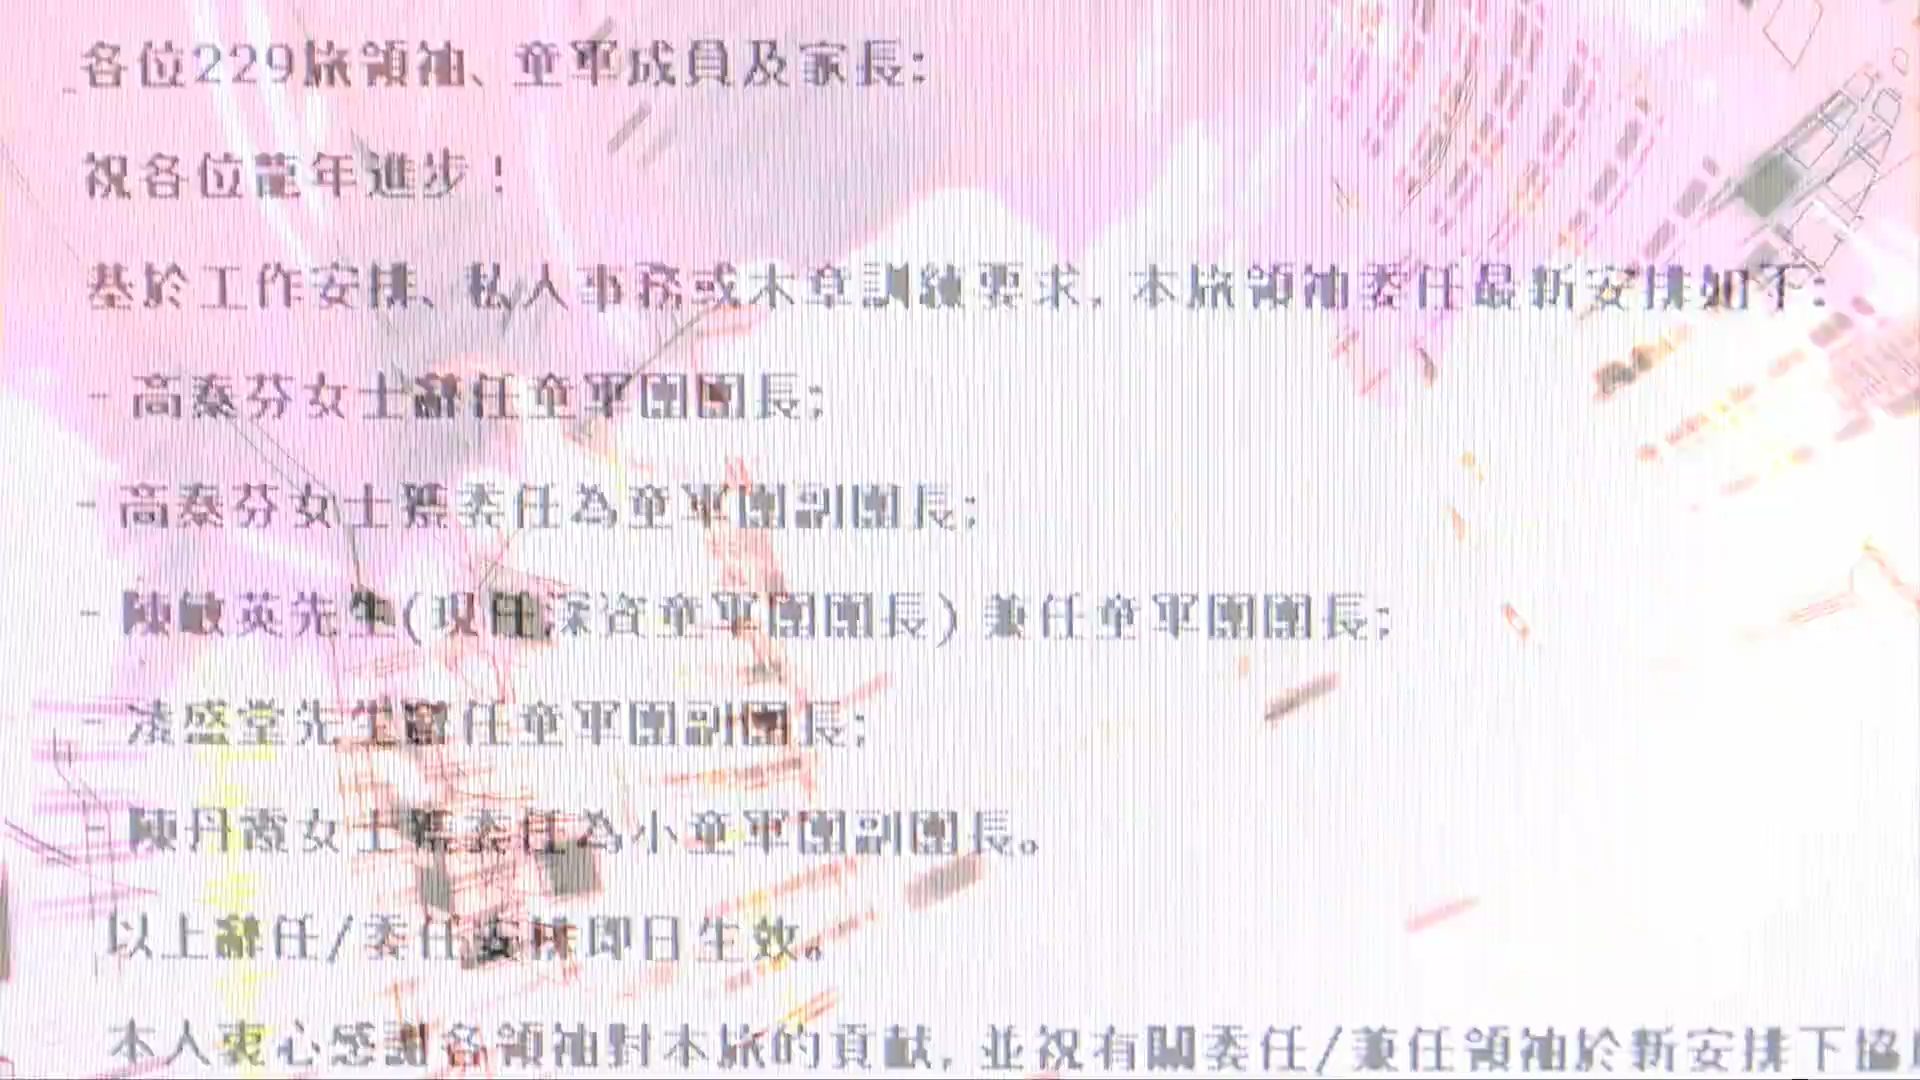 各位229旅領袖、童軍成員及家長:
祝各位龍年進步!
基於工作安排、私人事務或木章訓練要求, 本旅領袖委任最新安排如下:
- 高秦芬女士辭任童軍團團長;
- 高秦芬女士獲委任為童軍團副團長;
- 陳敏英先生(現任深資童軍團團長) 兼任童軍團團長;
- 凌盛堂先生辭任童軍團副團長;
- 陳丹霞女士獲委任為小童軍團副團長。
以上辭任/委任安排即日生效。
本人衷心感謝各領袖對本旅的貢献, 並祝有關委任/兼任領袖於新安排下協